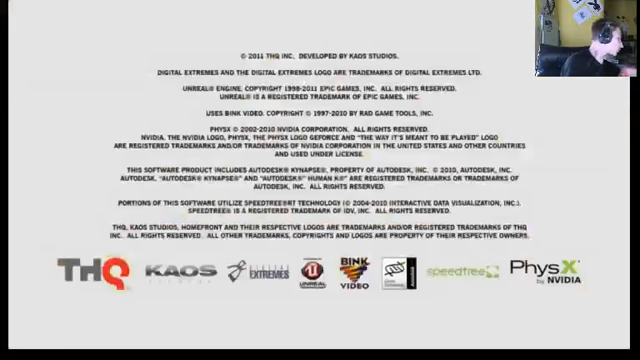 © 2011 THQ INC. DEVELOPED BY KAOS STUDIOS.
DIGITAL EXTREMES AND THE DIGITAL EXTREMES LOGO ARE TRADEMARKS OF DIGITAL EXTREMES LTD.
UNREAL® ENGINE, COPYRIGHT 1998-2011 EPIC GAMES, INC. ALL RIGHTS RESERVED.
UNREAL® IS A REGISTERED TRADEMARK OF EPIC GAMES, INC.
USES BINK VIDEO. COPYRIGHT © 1997-2010 BY RAD GAME TOOLS, INC.
PHYSX © 2002-2010 NVIDIA CORPORATION. ALL RIGHTS RESERVED.
NVIDIA, THE NVIDIA LOGO, PHYSX, THE PHYSX LOGO GEFORCE AND "THE WAY IT'S MEANT TO BE PLAYED" LOGO
ARE REGISTERED TRADEMARKS AND/OR TRADEMARKS OF NVIDIA CORPORATION IN THE UNITED STATES AND OTHER COUNTRIES
AND USED UNDER LICENSE.
THIS SOFTWARE PRODUCT INCLUDES AUTODESK® KYNAPSE®, PROPERTY OF AUTODESK, INC. © 2010, AUTODESK, INC.
AUTODESK, "AUTODESK® KYNAPSE®" AND "AUTODESK® HUMAN IK®" ARE REGISTERED TRADEMARKS OR TRADEMARKS OF
AUTODESK, INC. ALL RIGHTS RESERVED.
PORTIONS OF THIS SOFTWARE UTILIZE SPEEDTREE®RT TECHNOLOGY (© 2004-2010 INTERACTIVE DATA VISUALIZATION, INC.).
SPEEDTREE® IS A REGISTERED TRADEMARK OF IDV, INC. ALL RIGHTS RESERVED.
THQ, KAOS STUDIOS, HOMEFRONT AND THEIR RESPECTIVE LOGOS ARE TRADEMARKS AND/OR REGISTERED TRADEMARKS OF THQ
INC. ALL RIGHTS RESERVED. ALL OTHER TRADEMARKS, COPYRIGHTS AND LOGOS ARE PROPERTY OF THEIR RESPECTIVE OWNERS.
THQ KAOS STUDIOS DIGITAL EXTREMES UNREAL BINK VIDEO Autodesk speedtree PhysX by NVIDIA